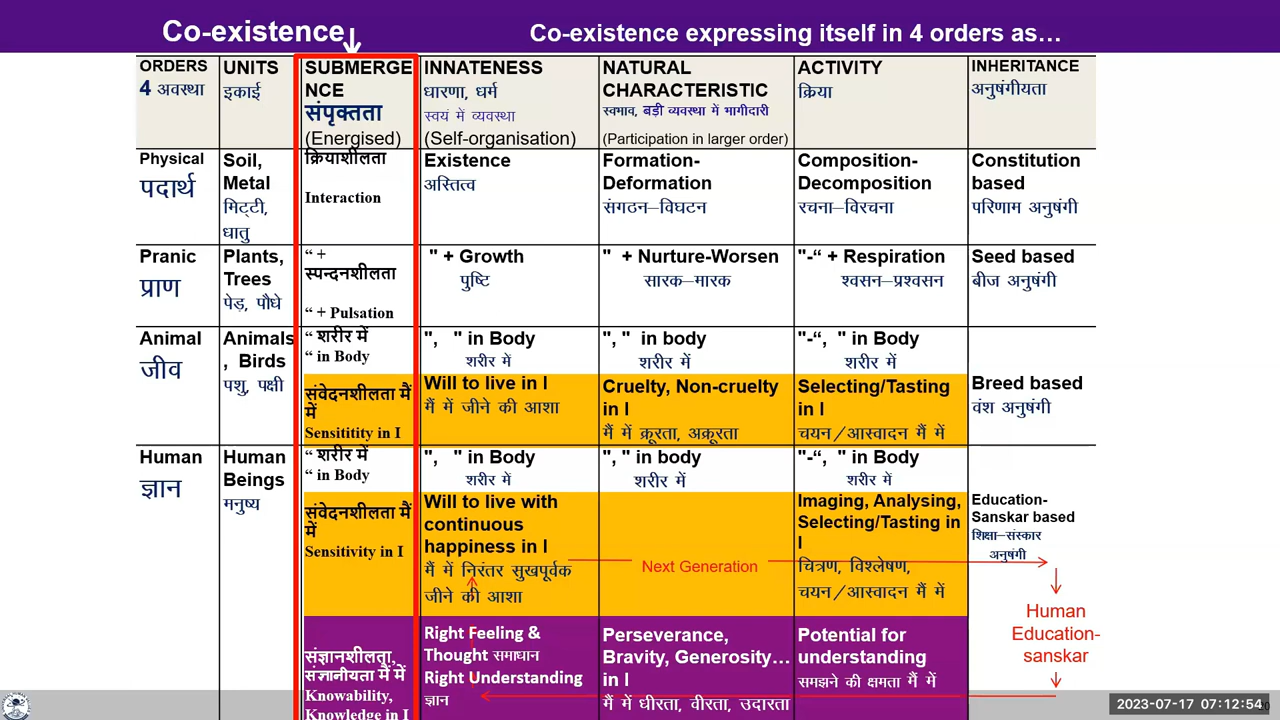 Co-existence
Co-existence expressing itself in 4 orders as…
ORDERS
4 अवस्था
UNITS
इकाई
SUBMERGE
NCE
संपृक्तता
(Energised)
INNATENESS
धारणा, धर्म
स्वयं में व्यवस्था
(Self-organisation)
NATURAL
CHARACTERISTIC
स्वभाव, बड़ी व्यवस्था में भागीदारी
(Participation in larger order)
ACTIVITY
क्रिया
INHERITANCE
अनुषंगीयता
Physical
पदार्थ
Soil,
Metal
मिट्टी,
धातु
क्रियाशीलता
Interaction
Existence
अस्तित्व
Formation-
Deformation
संगठन–विघटन
Composition-
Decomposition
रचना–विरचना
Constitution
based
परिणाम अनुषंगी
Pranic
प्राण
Plants,
Trees
पेड़, पौधे
“ +
स्पन्दनशीलता
“ + Pulsation
" + Growth
पुष्टि
" + Nurture-Worsen
सारक–मारक
"-“ + Respiration
श्वसन–प्रश्वसन
Seed based
बीज अनुषंगी
Animal
जीव
Animals
, Birds
पशु, पक्षी
“ शरीर में
“ in Body
", " in Body
शरीर में
", " in body
शरीर में
"-“, " in Body
शरीर में
संवेदनशीलता मैं
में
Sensititity in I
Will to live in I
मैं में जीने की आशा
Cruelty, Non-cruelty
in I
मैं में क्रूरता, अक्रूरता
Selecting/Tasting
in I
चयन/आस्वादन मैं में
Breed based
वंश अनुषंगी
Human
ज्ञान
Human
Beings
मनुष्य
“ शरीर में
“ in Body
", " in Body
शरीर में
", " in body
शरीर में
"-“, " in Body
शरीर में
संवेदनशीलता मैं
में
Sensitivity in I
Will to live with
continuous
happiness in I
मैं में निरंतर सुखपूर्वक
जीने की आशा
Next Generation
Imaging, Analysing,
Selecting/Tasting in
I
चित्रण, विश्लेषण,
चयन/आस्वादन मैं में
Education-
Sanskar based
शिक्षा–संस्कार
अनुषंगी
Human
Education-
sanskar
संज्ञानशीलता,
संज्ञानीयता मैं में
Knowability,
Knowledge in I
Right Feeling &
Thought समाधान
Right Understanding
ज्ञान
Perseverance,
Bravity, Generosity…
in I
मैं में धीरता, वीरता, उदारता
Potential for
understanding
समझने की क्षमता मैं में
2023-07-17 07:12:54